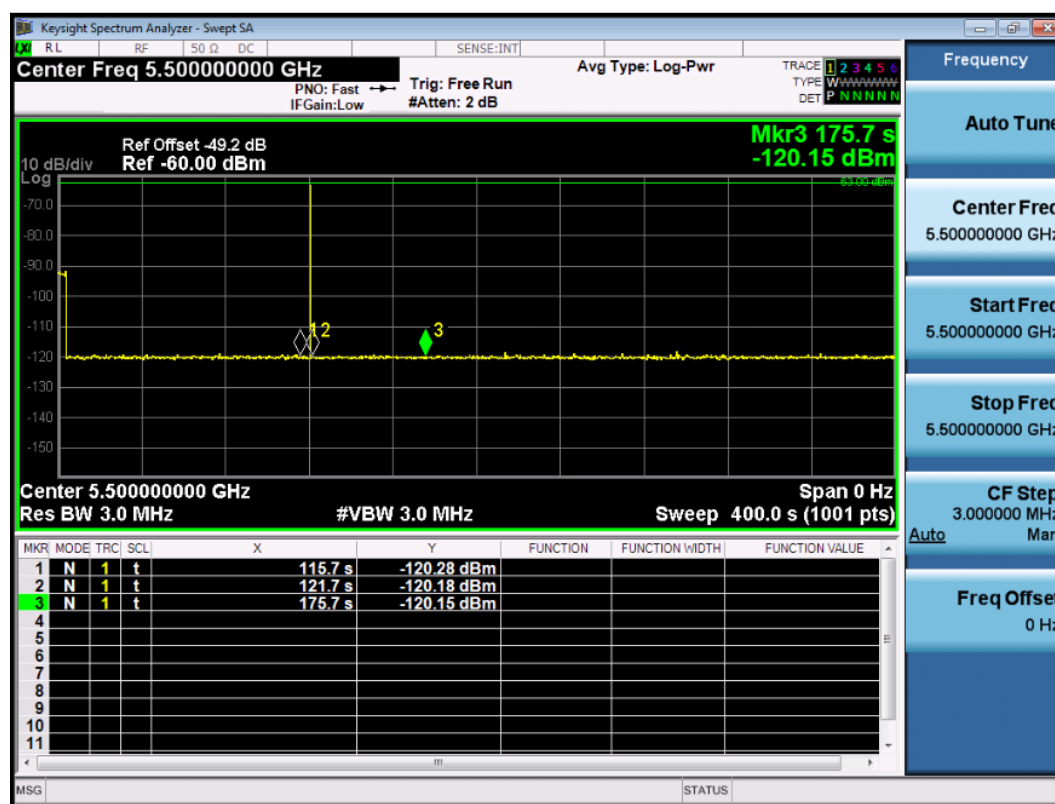 Keysight Spectrum Analyzer - Swept SA
LXI RL RF 50 Ω DC SENSE:INT
Center Freq 5.500000000 GHz
PNO: Fast
IFGain:Low
Trig: Free Run
#Atten: 2 dB
Avg Type: Log-Pwr
TRACE 1 2 3 4 5 6
TYPE WWWWWW
DET P N N N N N
Mkr3 175.7 s
-120.15 dBm
Ref Offset -49.2 dB
Ref -60.00 dBm
10 dB/div
Log
-63.00 dBm
-70.0
-80.0
-90.0
-100
-110
-120
-130
-140
-150
1 2 3
Center 5.500000000 GHz Span 0 Hz
Res BW 3.0 MHz #VBW 3.0 MHz Sweep 400.0 s (1001 pts)
MKR MODE TRC SCL X Y FUNCTION FUNCTION WIDTH FUNCTION VALUE
1 N 1 t 115.7 s -120.28 dBm
2 N 1 t 121.7 s -120.18 dBm
3 N 1 t 175.7 s -120.15 dBm
4
5
6
7
8
9
10
11
MSG STATUS
Frequency
Auto Tune
Center Freq
5.500000000 GHz
Start Freq
5.500000000 GHz
Stop Freq
5.500000000 GHz
CF Step
3.000000 MHz
Auto Man
Freq Offset
0 Hz